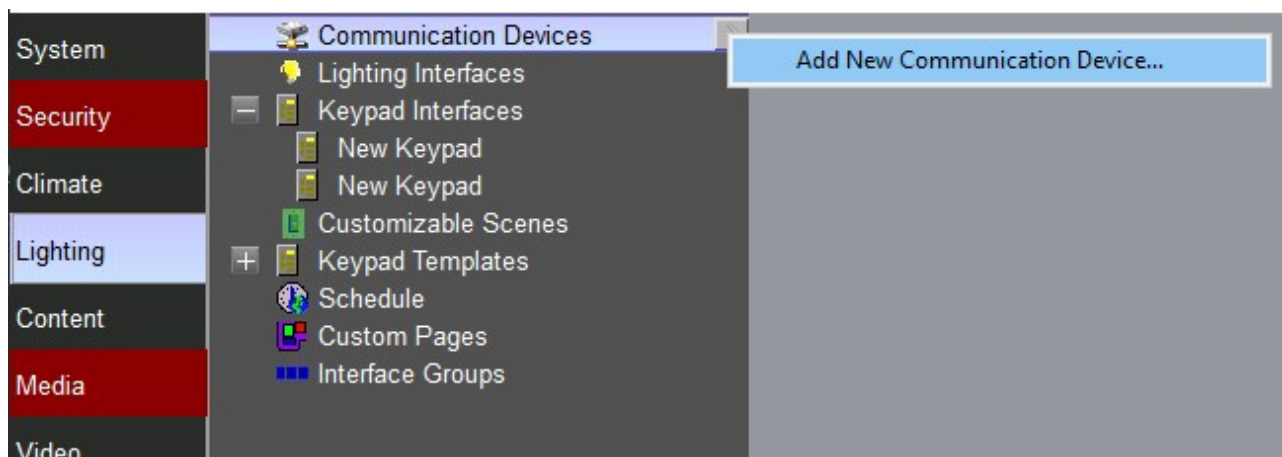 System
Security
Climate
Lighting
Content
Media
Video
Communication Devices
Lighting Interfaces
Keypad Interfaces
New Keypad
New Keypad
Customizable Scenes
Keypad Templates
Schedule
Custom Pages
Interface Groups
Add New Communication Device...